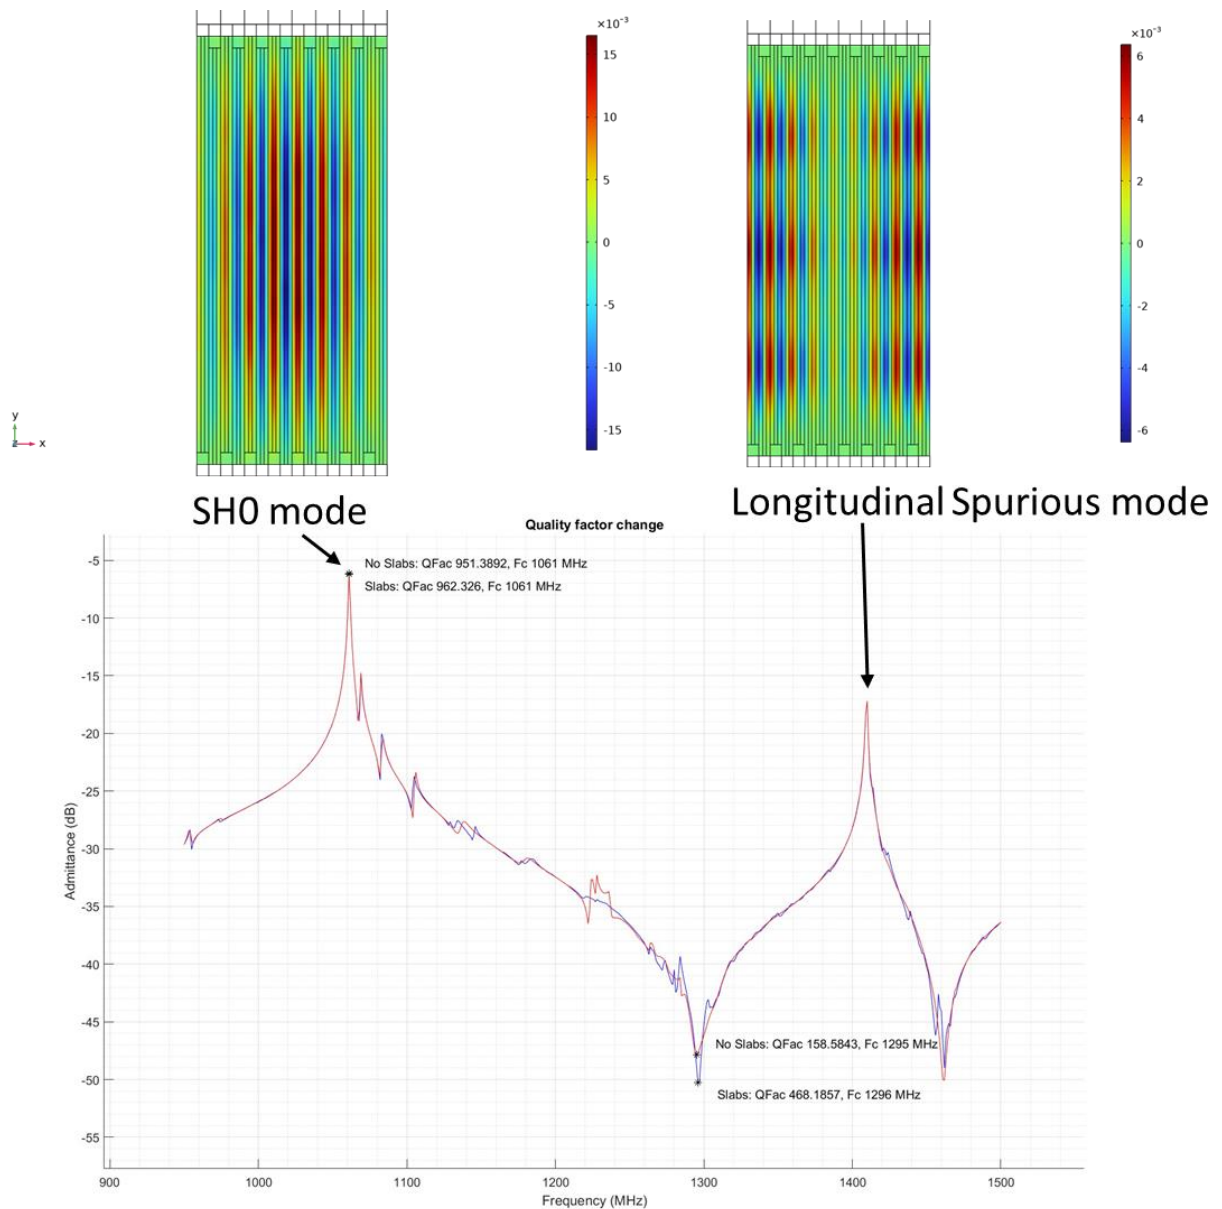 ×10⁻³
15
10
5
0
-5
-10
-15
×10⁻³
6
4
2
0
-2
-4
-6
y
z
x
SH0 mode
Longitudinal Spurious mode
Quality factor change
No Slabs: QFac 951.3892, Fc 1061 MHz
Slabs: QFac 962.326, Fc 1061 MHz
-5
-10
-15
-20
-25
-30
-35
-40
-45
-50
-55
Admittance (dB)
No Slabs: QFac 158.5843, Fc 1295 MHz
Slabs: QFac 468.1857, Fc 1296 MHz
900
1000
1100
1200
1300
1400
1500
Frequency (MHz)